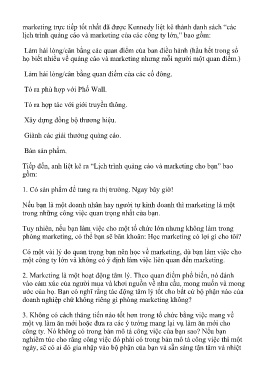 marketing trực tiếp tốt nhất đã được Kennedy liệt kê thành danh sách “các
lịch trình quảng cáo và marketing của các công ty lớn,” bao gồm:
Làm hài lòng/cân bằng các quan điểm của ban điều hành (hầu hết trong số
họ biết nhiều về quảng cáo và marketing nhưng mỗi người một quan điểm.)
Làm hài lòng/cân bằng quan điểm của các cổ đông.
Tỏ ra phù hợp với Phố Wall.
Tỏ ra hợp tác với giới truyền thông.
Xây dựng đồng bộ thương hiệu.
Giành các giải thưởng quảng cáo.
Bán sản phẩm.
Tiếp đến, anh liệt kê ra “Lịch trình quảng cáo và marketing cho bạn” bao
gồm:
1. Có sản phẩm để tung ra thị trường. Ngay bây giờ!
Nếu bạn là một doanh nhân hay người tự kinh doanh thì marketing là một
trong những công việc quan trọng nhất của bạn.
Tuy nhiên, nếu bạn làm cho một tổ chức lớn nhưng không làm trong
phòng marketing, có thể bạn sẽ băn khoăn: Học marketing có lợi gì cho tôi?
Có một vài lý do quan trọng bạn nên học về marketing, dù bạn làm việc cho
một công ty lớn và không có ý định làm việc liên quan đến marketing.
2. Marketing là một hoạt động tâm lý. Theo quan điểm phổ biến, nó đánh
vào cảm xúc của người mua và khơi nguồn về nhu cầu, mong muốn và mong
ước của họ. Bạn có nghĩ rằng tác động tâm lý tốt cho bất cứ bộ phận nào của
doanh nghiệp chứ không riêng gì phòng marketing không?
3. Không có cách thăng tiến nào tốt hơn trong tổ chức bằng việc mang về
một vụ làm ăn mới hoặc đưa ra các ý tưởng mang lại vụ làm ăn mới cho
công ty. Nó không có trong bản mô tả công việc của bạn sao? Nếu bạn
nghiêm túc cho rằng công việc đó phải có trong bản mô tả công việc thì một
ngày, sẽ có ai đó gia nhập vào bộ phận của bạn và sẵn sàng tận tâm và nhiệt